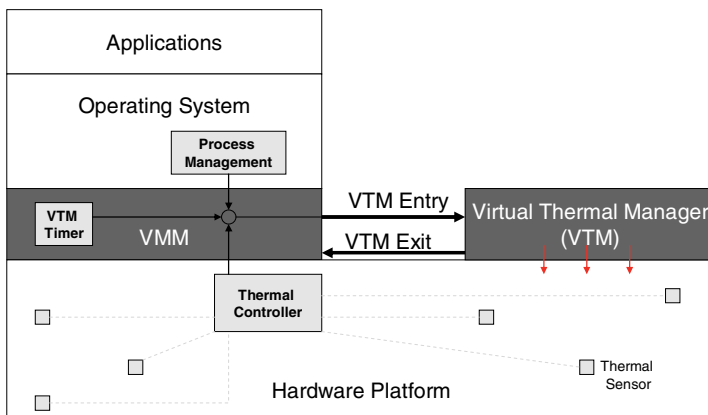 Applications
Operating System
Process
Management
VTM
Timer
VMM
VTM Entry
VTM Exit
Virtual Thermal Manager
(VTM)
Thermal
Controller
Thermal
Sensor
Hardware Platform